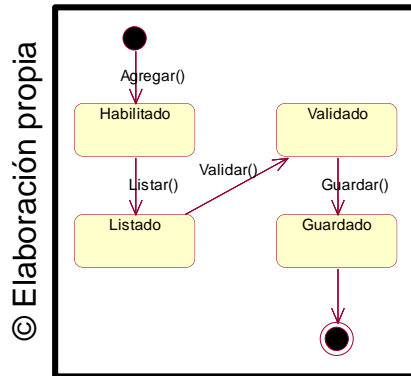 © Elaboración propia
Agregar()
Habilitado
Listar()
Listado
Validar()
Validado
Guardar()
Guardado